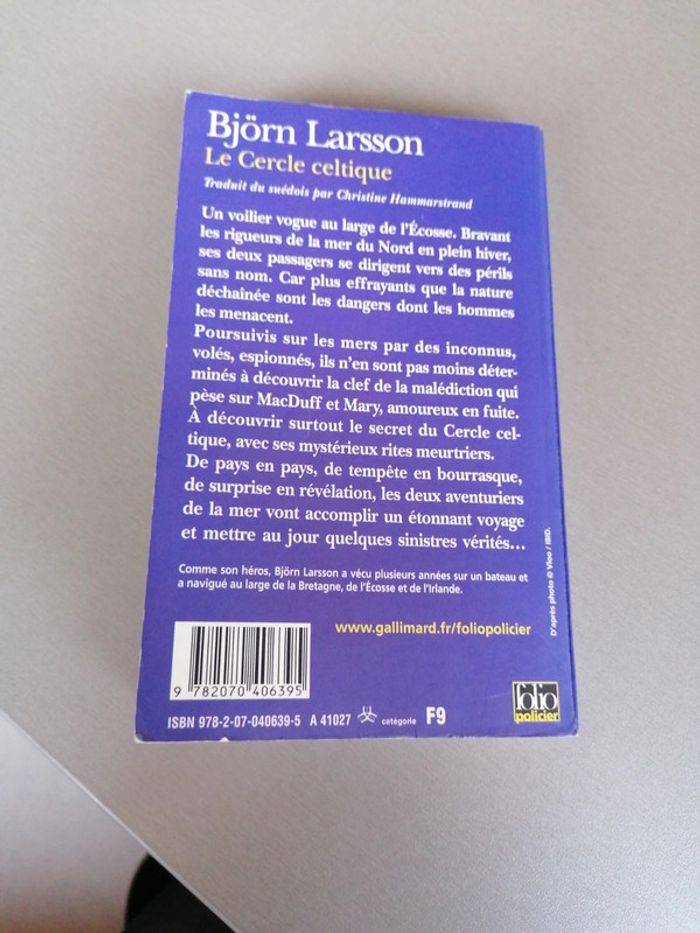 Björn Larsson
Le Cercle celtique
Traduit du suédois par Christine Hammarstrand
Un voilier vogue au large de l'Écosse. Bravant
les rigueurs de la mer du Nord en plein hiver,
ses deux passagers se dirigent vers des périls
sans nom. Car plus effrayants que la nature
déchaînée sont les dangers dont les hommes
les menacent.
Poursuivis sur les mers par des inconnus,
volés, espionnés, ils n'en sont pas moins déter-
minés à découvrir la clef de la malédiction qui
pèse sur MacDuff et Mary, amoureux en fuite.
À découvrir surtout le secret du Cercle cel-
tique, avec ses mystérieux rites meurtriers.
De pays en pays, de tempête en bourrasque,
de surprise en révélation, les deux aventuriers
de la mer vont accomplir un étonnant voyage
et mettre au jour quelques sinistres vérités...
Comme son héros, Björn Larsson a vécu plusieurs années sur un bateau et
a navigué au large de la Bretagne, de l'Écosse et de l'Irlande.
D'après photo © Vloo / IBID.
www.gallimard.fr/foliopolicier
9 782070 406395
ISBN 978-2-07-040639-5 A 41027 catégorie F9
folio
policier